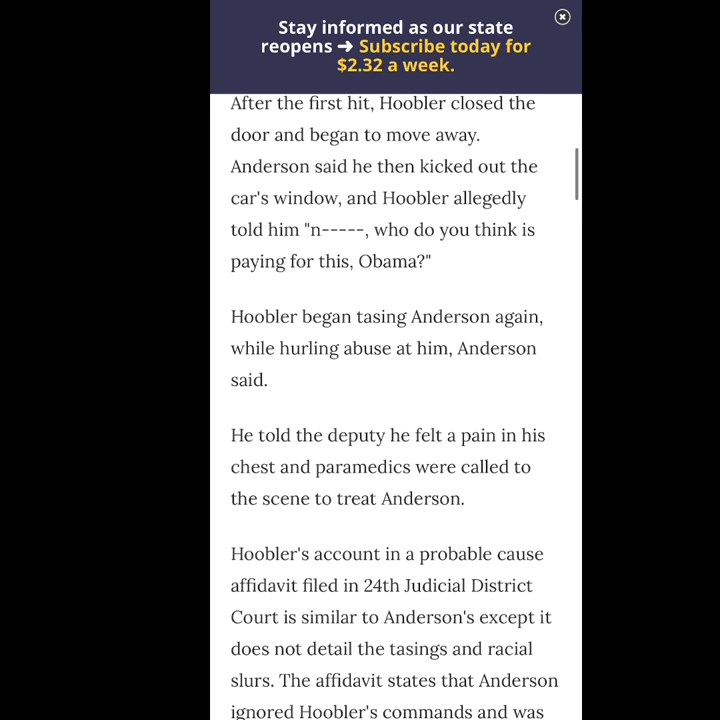 Stay informed as our state
reopens ➜ Subscribe today for
$2.32 a week.
After the first hit, Hoobler closed the
door and began to move away.
Anderson said he then kicked out the
car's window, and Hoobler allegedly
told him "n-----, who do you think is
paying for this, Obama?"
Hoobler began tasing Anderson again,
while hurling abuse at him, Anderson
said.
He told the deputy he felt a pain in his
chest and paramedics were called to
the scene to treat Anderson.
Hoobler's account in a probable cause
affidavit filed in 24th Judicial District
Court is similar to Anderson's except it
does not detail the tasings and racial
slurs. The affidavit states that Anderson
ignored Hoobler's commands and was